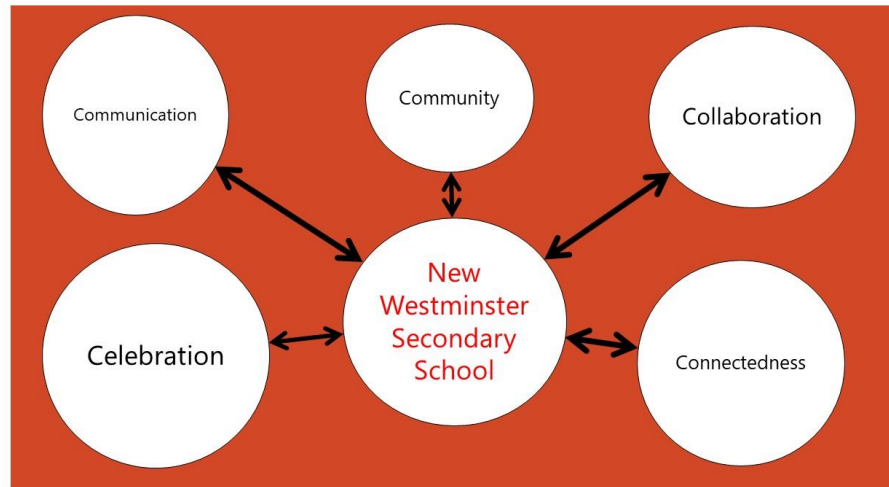 Communication
Community
Collaboration
New
Westminster
Secondary
School
Celebration
Connectedness